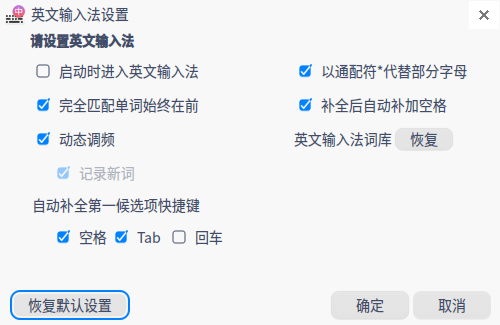 英文输入法设置
请设置英文输入法
启动时进入英文输入法 以通配符*代替部分字母
完全匹配单词始终在前 补全后自动补加空格
动态调频 英文输入法词库 恢复
记录新词
自动补全第一候选项快捷键
空格 Tab 回车
恢复默认设置 确定 取消